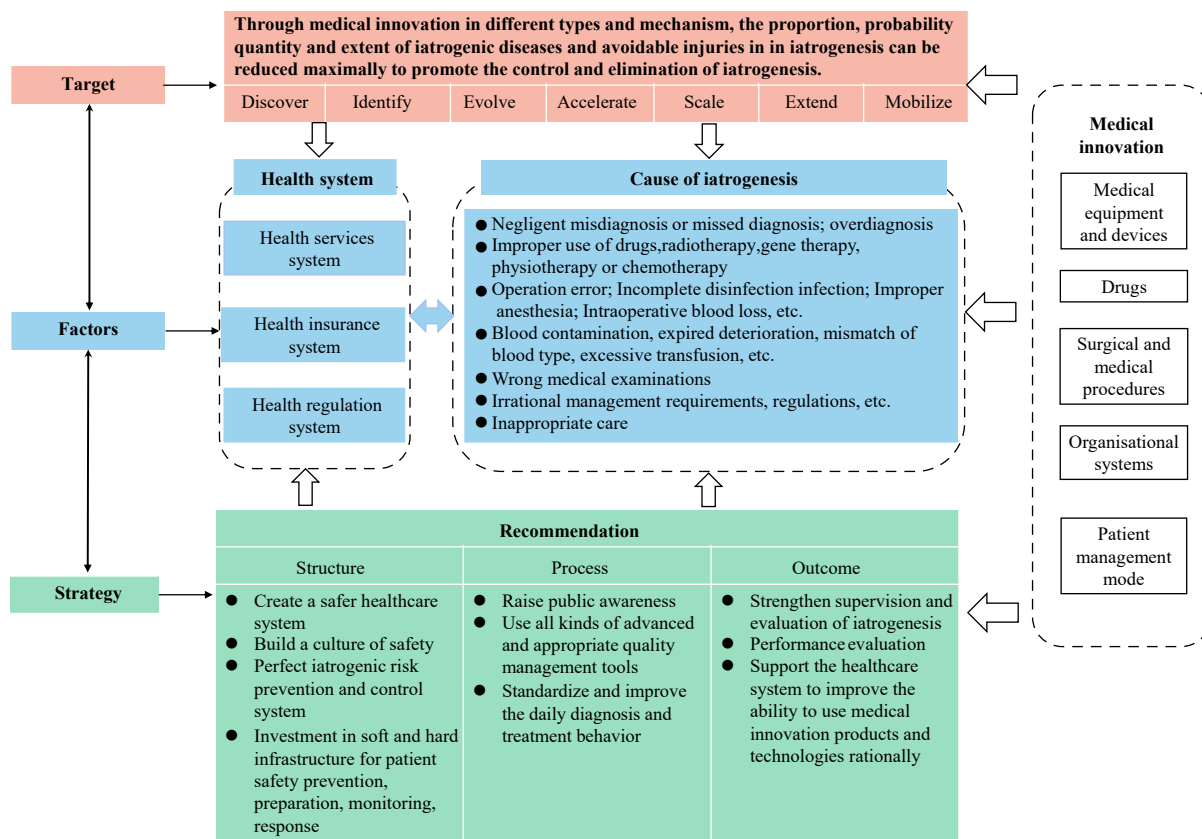 Through medical innovation in different types and mechanism, the proportion, probability
quantity and extent of iatrogenic diseases and avoidable injuries in in iatrogenesis can be
reduced maximally to promote the control and elimination of iatrogenesis.
Target
Discover
Identify
Evolve
Accelerate
Scale
Extend
Mobilize
Factors
Health system
Health services
system
Health insurance
system
Health regulation
system
Cause of iatrogenesis
● Negligent misdiagnosis or missed diagnosis; overdiagnosis
● Improper use of drugs,radiotherapy,gene therapy,
physiotherapy or chemotherapy
● Operation error; Incomplete disinfection infection; Improper
anesthesia; Intraoperative blood loss, etc.
● Blood contamination, expired deterioration, mismatch of
blood type, excessive transfusion, etc.
● Wrong medical examinations
● Irrational management requirements, regulations, etc.
● Inappropriate care
Strategy
Recommendation
Structure
● Create a safer healthcare
system
● Build a culture of safety
● Perfect iatrogenic risk
prevention and control
system
● Investment in soft and hard
infrastructure for patient
safety prevention,
preparation, monitoring,
response
Process
● Raise public awareness
● Use all kinds of advanced
and appropriate quality
management tools
● Standardize and improve
the daily diagnosis and
treatment behavior
Outcome
● Strengthen supervision and
evaluation of iatrogenesis
● Performance evaluation
● Support the healthcare
system to improve the
ability to use medical
innovation products and
technologies rationally
Medical
innovation
Medical
equipment
and devices
Drugs
Surgical and
medical
procedures
Organisational
systems
Patient
management
mode